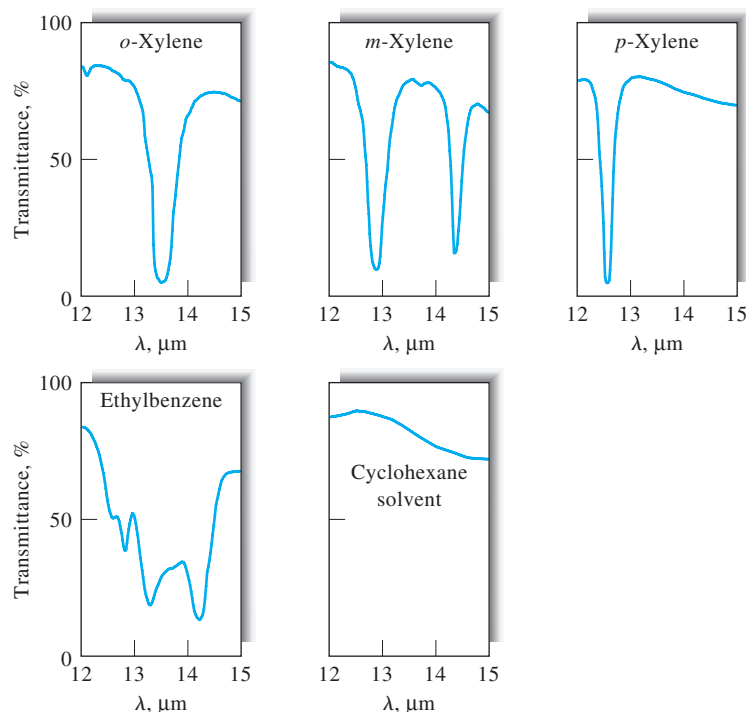 100
o-Xylene
Transmittance, %
50
0
12 13 14 15
λ, μm
m-Xylene
12 13 14 15
λ, μm
p-Xylene
12 13 14 15
λ, μm
100
Ethylbenzene
Transmittance, %
50
0
12 13 14 15
λ, μm
Cyclohexane
solvent
12 13 14 15
λ, μm